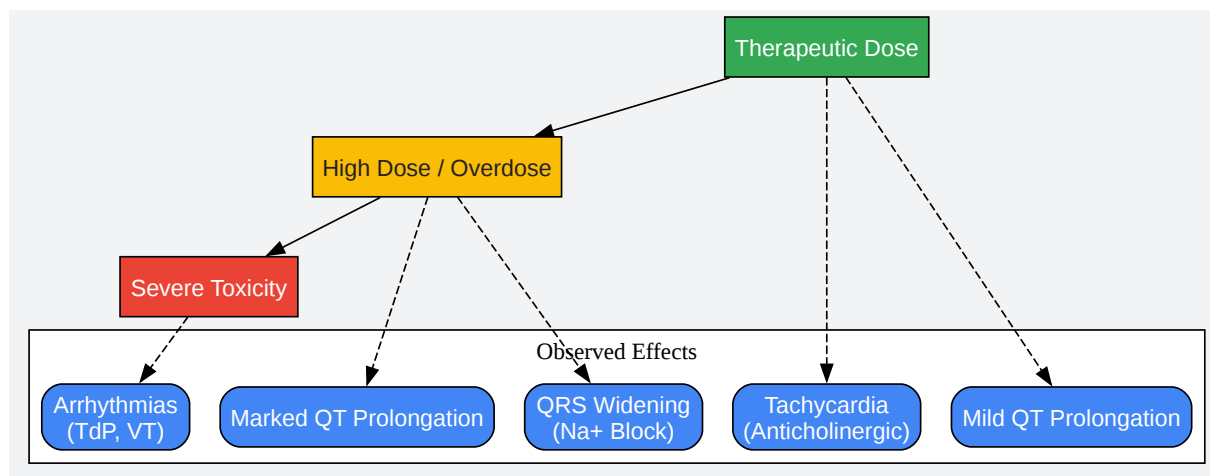 Therapeutic Dose
High Dose / Overdose
Severe Toxicity
Observed Effects
Arrhythmias
(TdP, VT)
Marked QT Prolongation
QRS Widening
(Na+ Block)
Tachycardia
(Anticholinergic)
Mild QT Prolongation